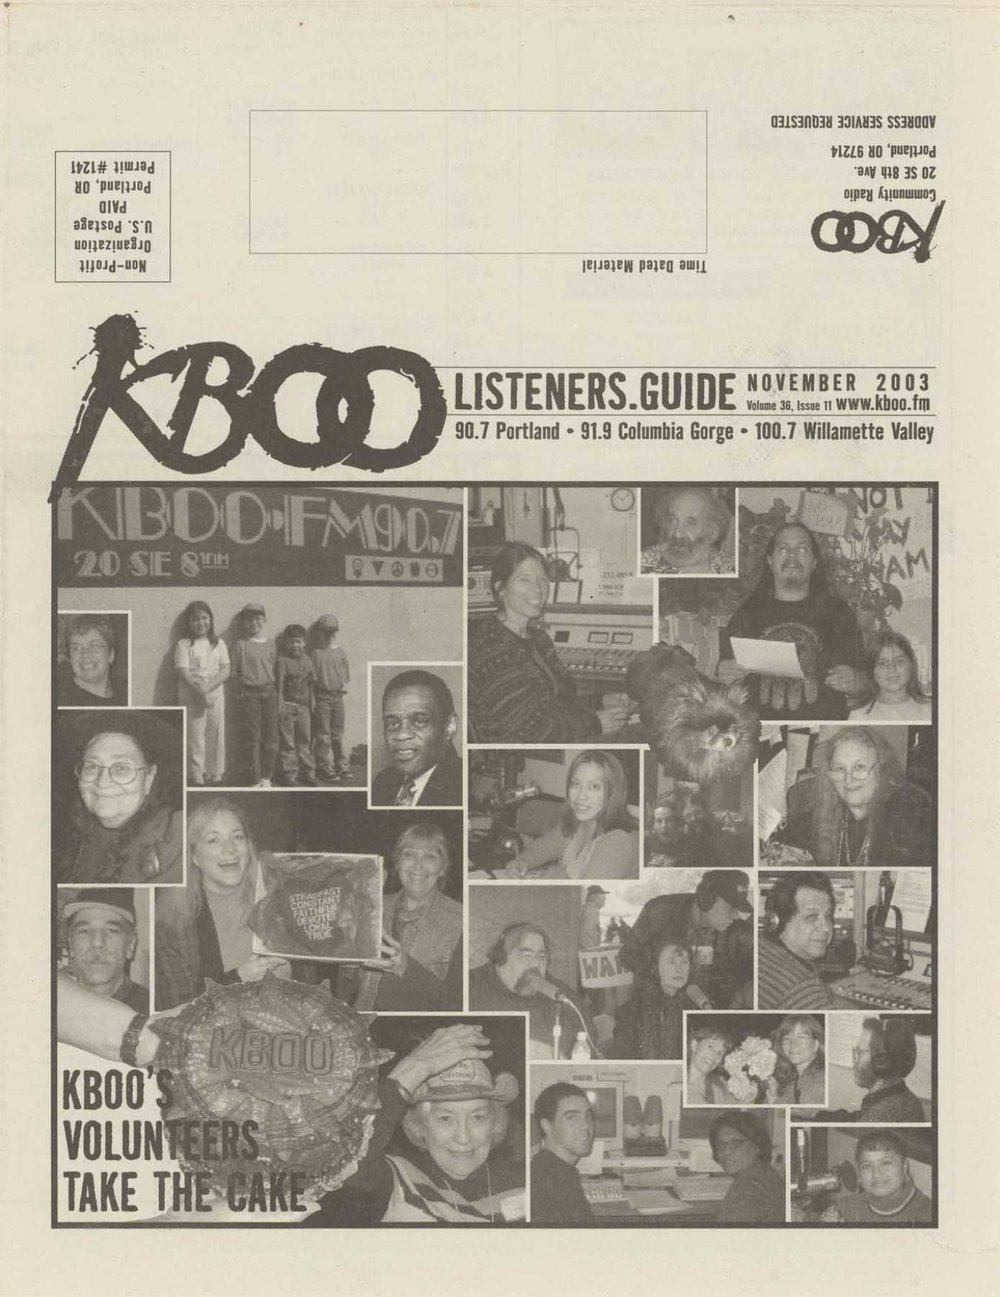 Non-Profit
Organization
U.S. Postage
PAID
Portland, OR
Permit #1241
Time Dated Material
KBOO
Community Radio
20 SE 8th Ave.
Portland, OR 97214
ADDRESS SERVICE REQUESTED
KBOO
LISTENERS.GUIDE
NOVEMBER 2003
Volume 36, Issue 11 www.kboo.fm
90.7 Portland • 91.9 Columbia Gorge • 100.7 Willamette Valley
KBOO•FM90.7
20 SE 8TH
NOT
HAM
STEADFAST
CONSTANT
FAITHFUL
DEVOTED
LOYAL
TRUE
WAR
KBOO
KBOO'S
VOLUNTEERS
TAKE THE CAKE